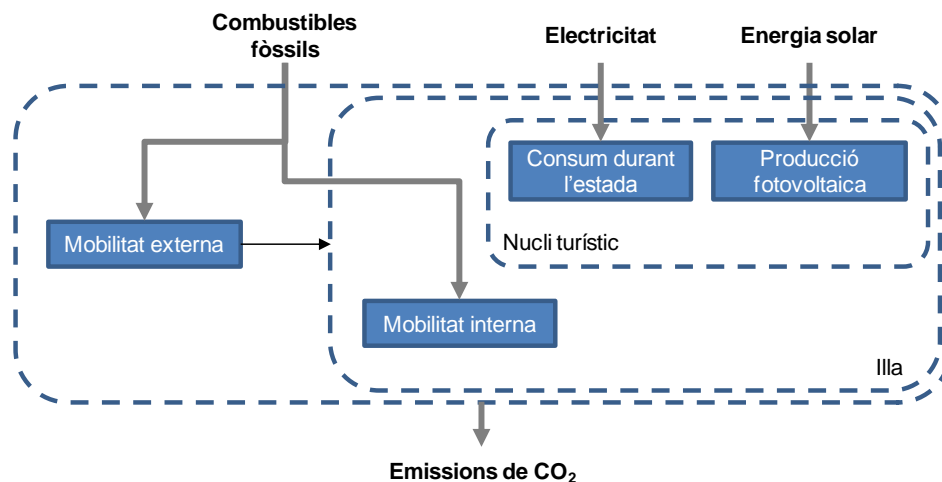 Combustibles
fòssils
Electricitat
Energia solar
Consum durant
l'estada
Producció
fotovoltaica
Mobilitat externa
Nucli turístic
Mobilitat interna
Illa
Emissions de CO₂